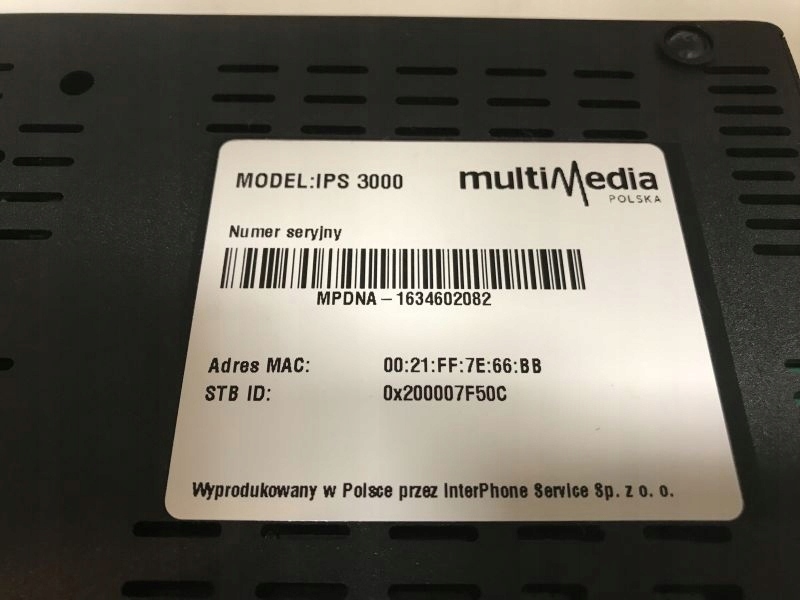 MODEL:IPS 3000
multiMedia
POLSKA
Numer seryjny
MPDNA – 1634602082
Adres MAC: 00:21:FF:7E:66:BB
STB ID: 0x200007F50C
Wyprodukowany w Polsce przez InterPhone Service Sp. z o. o.